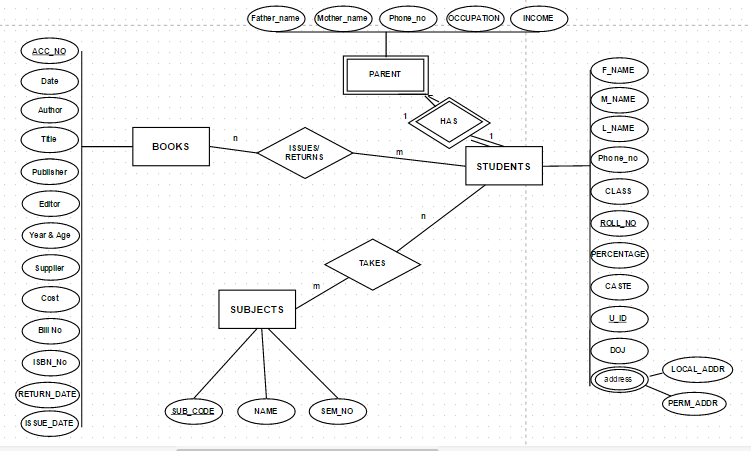 Father_name
Mother_name
Phone_no
OCCUPATION
INCOME
PARENT
HAS
1
1
ACC_NO
Date
Author
Title
Publisher
Editor
Year & Age
Supplier
Cost
Bill No
ISBN_No
RETURN_DATE
ISSUE_DATE
BOOKS
n
ISSUES/
RETURNS
m
STUDENTS
n
TAKES
m
SUBJECTS
SUB_CODE
NAME
SEM_NO
F_NAME
M_NAME
L_NAME
Phone_no
CLASS
ROLL_NO
PERCENTAGE
CASTE
U_ID
DOJ
address
LOCAL_ADDR
PERM_ADDR